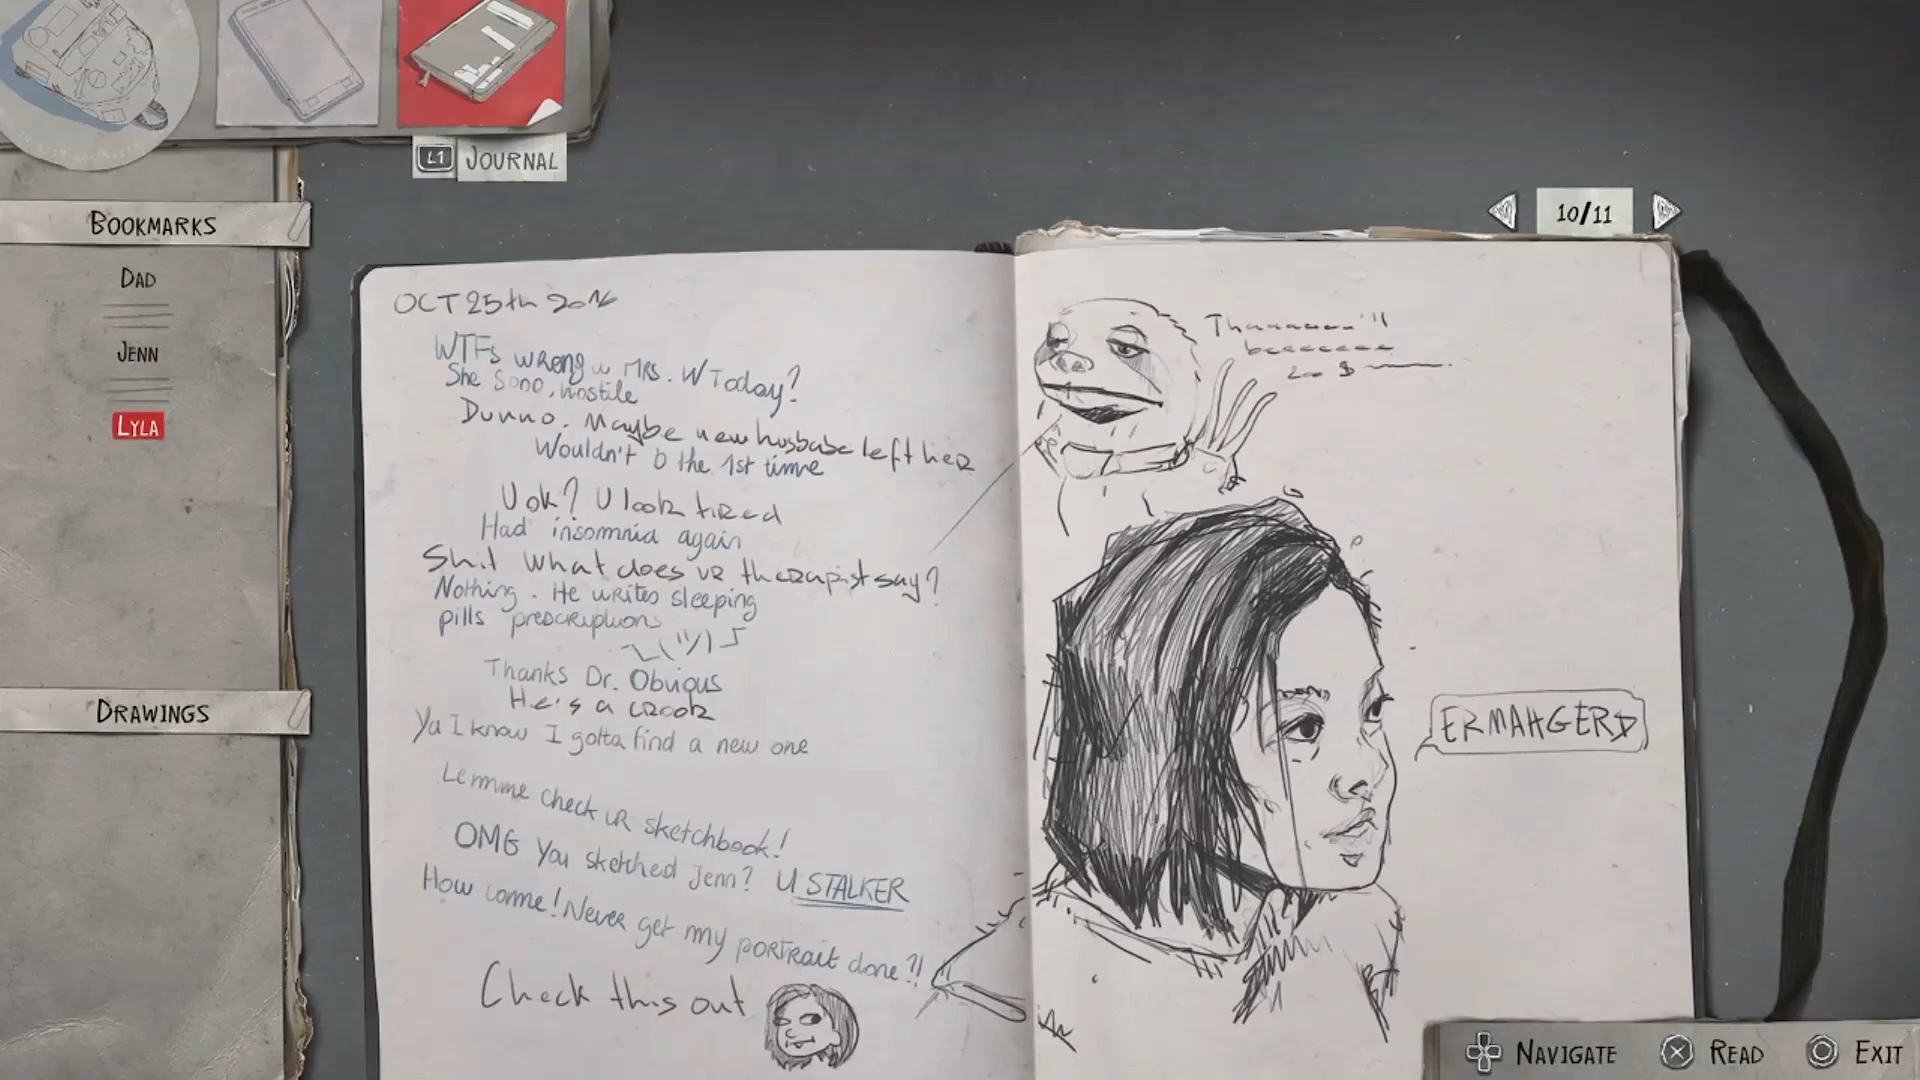 L1 JOURNAL
BOOKMARKS
DAD
JENN
LYLA
DRAWINGS
10/11
OCT 25th 2016
WTFs wrong w MRS. W Today?
She sooo hostile
Dunno. Maybe new husbabe left her
Wouldn't b the 1st time
U ok? U look tired
Had insomnia again
Shit what does ur therapist say?
Nothing. He writes sleeping
pills prescriptions
¯\_(ツ)_/¯
Thanks Dr. Obvious
He's a crook
Ya I know I gotta find a new one
Lemme check uR sketchbook!
OMG You sketched Jenn? U STALKER
How come! Never get my portrait done?!
Check this out
Thaaaaaaa'll
beeeeeee
200 $
ERMAHGERD
NAVIGATE
READ
EXIT